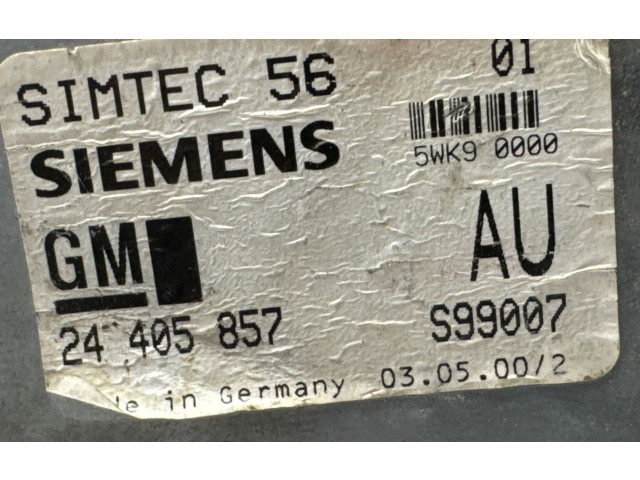 SIMTEC 56 01
SIEMENS
5WK9 0000
GM AU
24 405 857 S99007
in Germany 03.05.00/2